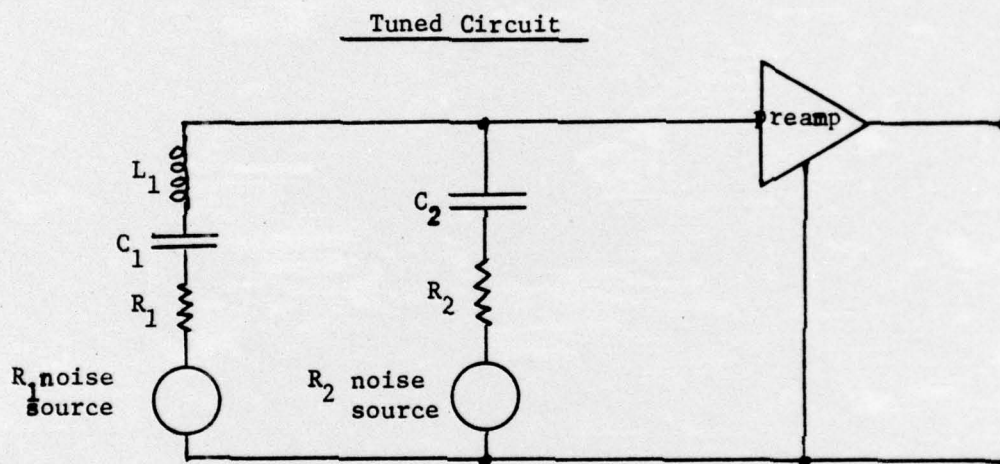 Tuned Circuit
preamp
L1
C1
R1
R1 noise
source
C2
R2
R2 noise
source